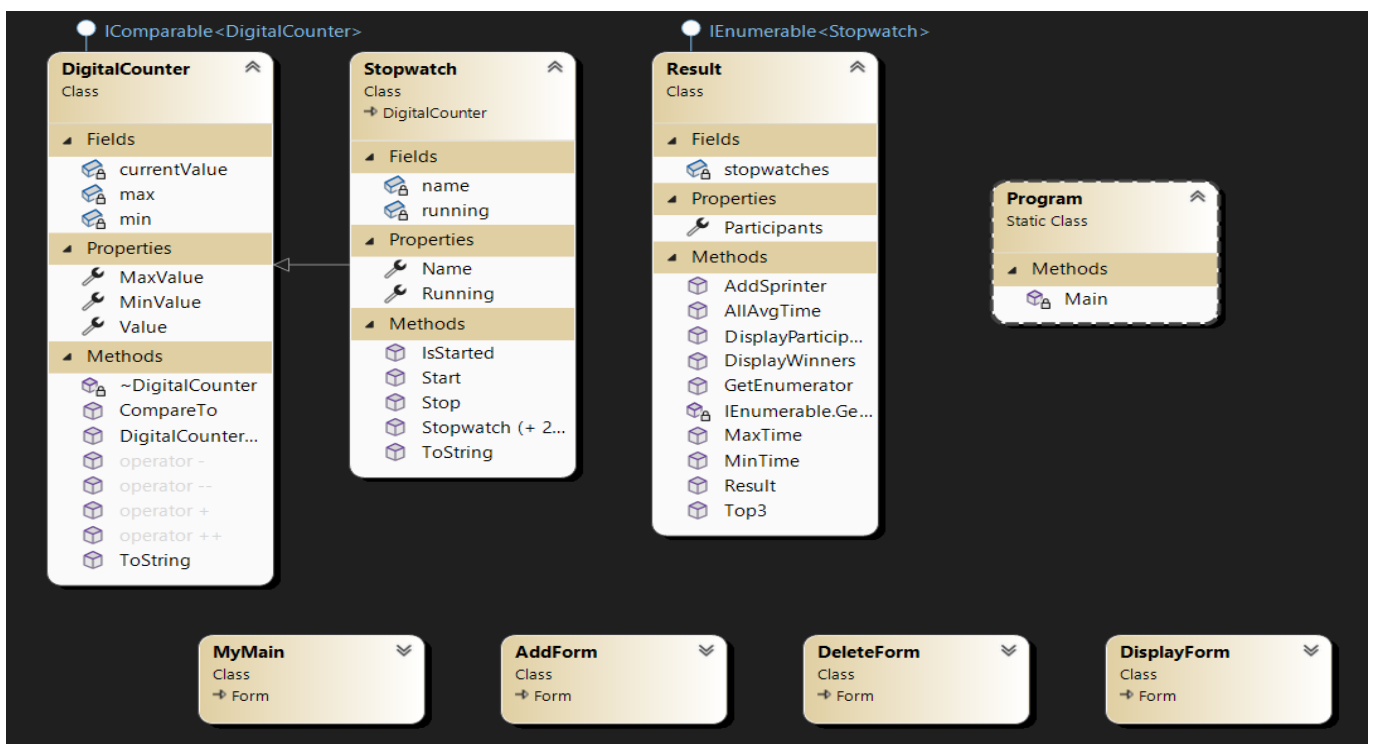 IComparable<DigitalCounter>
DigitalCounter
Class
Fields
currentValue
max
min
Properties
MaxValue
MinValue
Value
Methods
~DigitalCounter
CompareTo
DigitalCounter...
operator -
operator --
operator +
operator ++
ToString
Stopwatch
Class
DigitalCounter
Fields
name
running
Properties
Name
Running
Methods
IsStarted
Start
Stop
Stopwatch (+ 2...
ToString
IEnumerable<Stopwatch>
Result
Class
Fields
stopwatches
Properties
Participants
Methods
AddSprinter
AllAvgTime
DisplayParticip...
DisplayWinners
GetEnumerator
IEnumerable.Ge...
MaxTime
MinTime
Result
Top3
Program
Static Class
Methods
Main
MyMain
Class
Form
AddForm
Class
Form
DeleteForm
Class
Form
DisplayForm
Class
Form